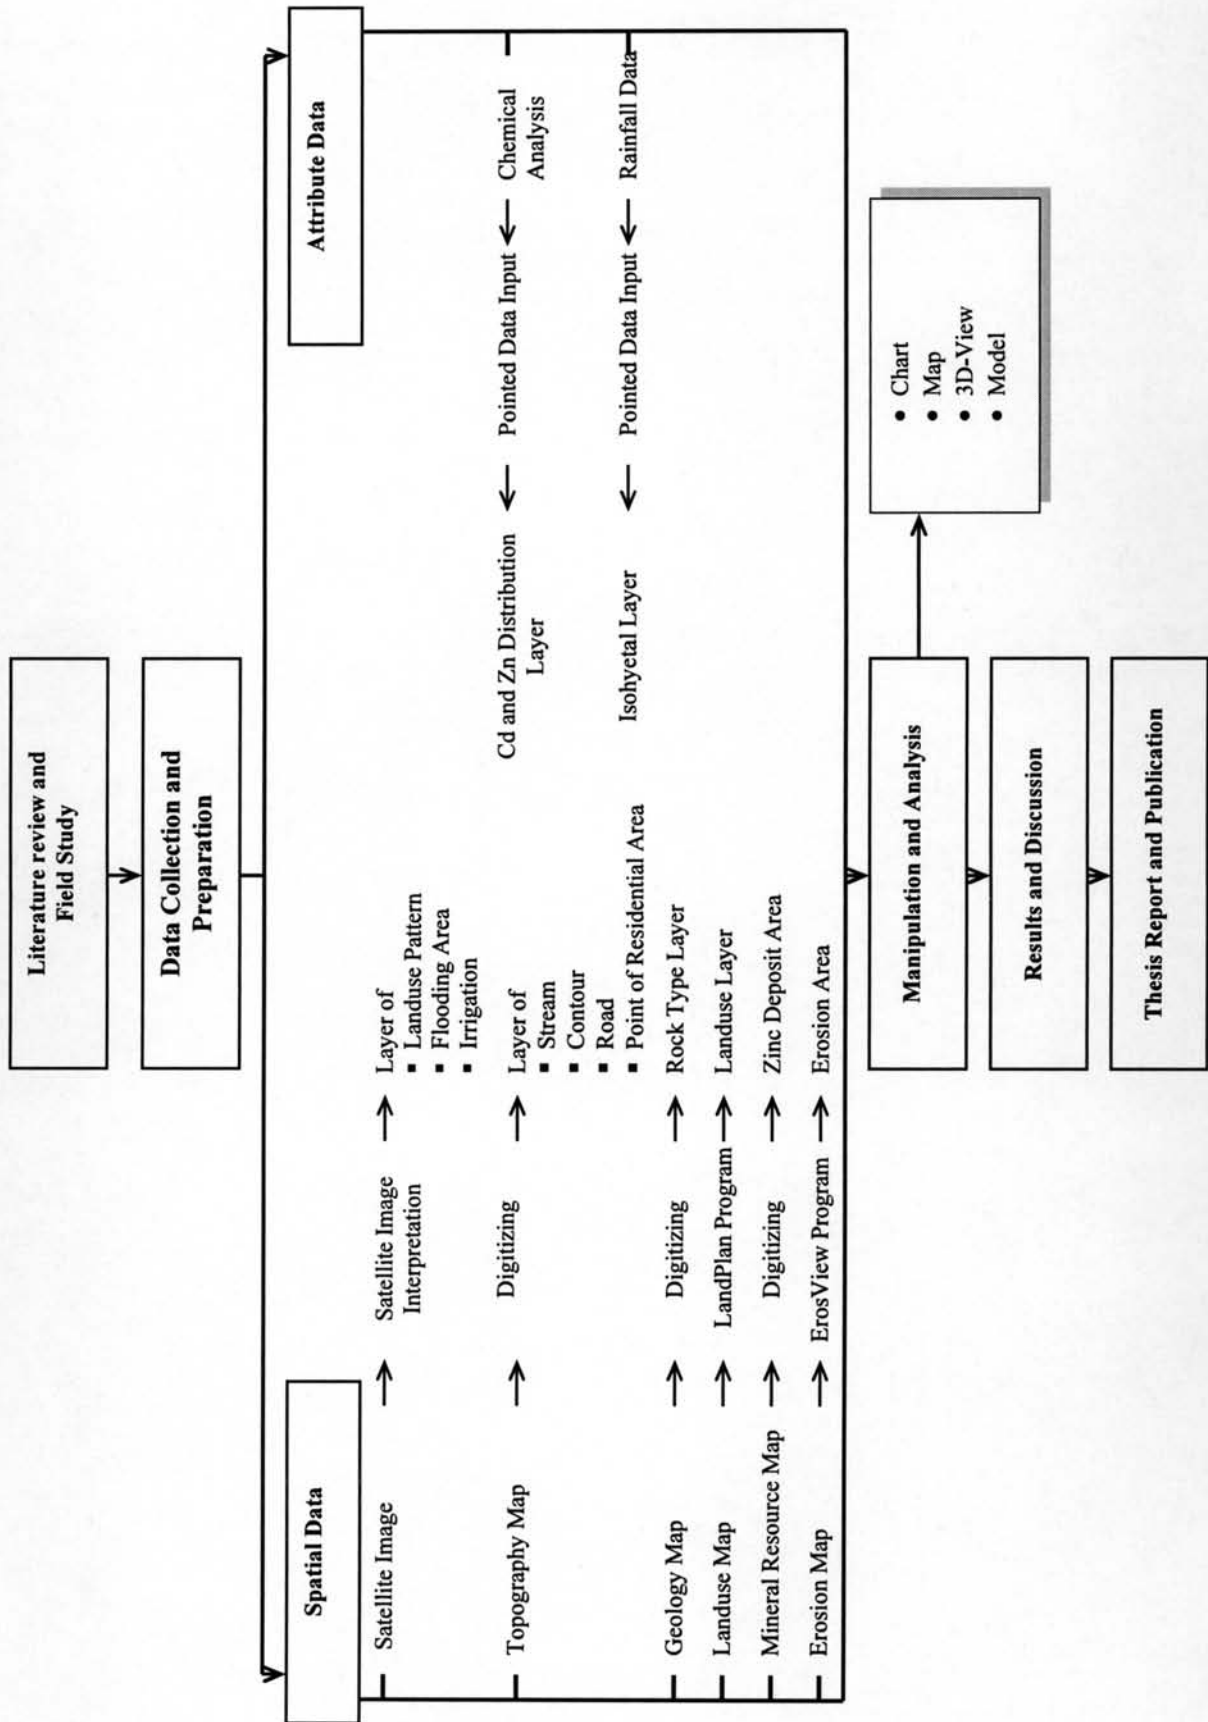 Literature review and
Field Study
Data Collection and
Preparation
Spatial Data
Attribute Data
Satellite Image
Satellite Image
Interpretation
Layer of
▪ Landuse Pattern
▪ Flooding Area
▪ Irrigation
Topography Map
Digitizing
Layer of
▪ Stream
▪ Contour
▪ Road
▪ Point of Residential Area
Geology Map
Digitizing
Rock Type Layer
Landuse Map
LandPlan Program
Landuse Layer
Mineral Resource Map
Digitizing
Zinc Deposit Area
Erosion Map
ErosView Program
Erosion Area
Cd and Zn Distribution
Layer
Pointed Data Input
Chemical
Analysis
Isohyetal Layer
Pointed Data Input
Rainfall Data
Manipulation and Analysis
• Chart
• Map
• 3D-View
• Model
Results and Discussion
Thesis Report and Publication